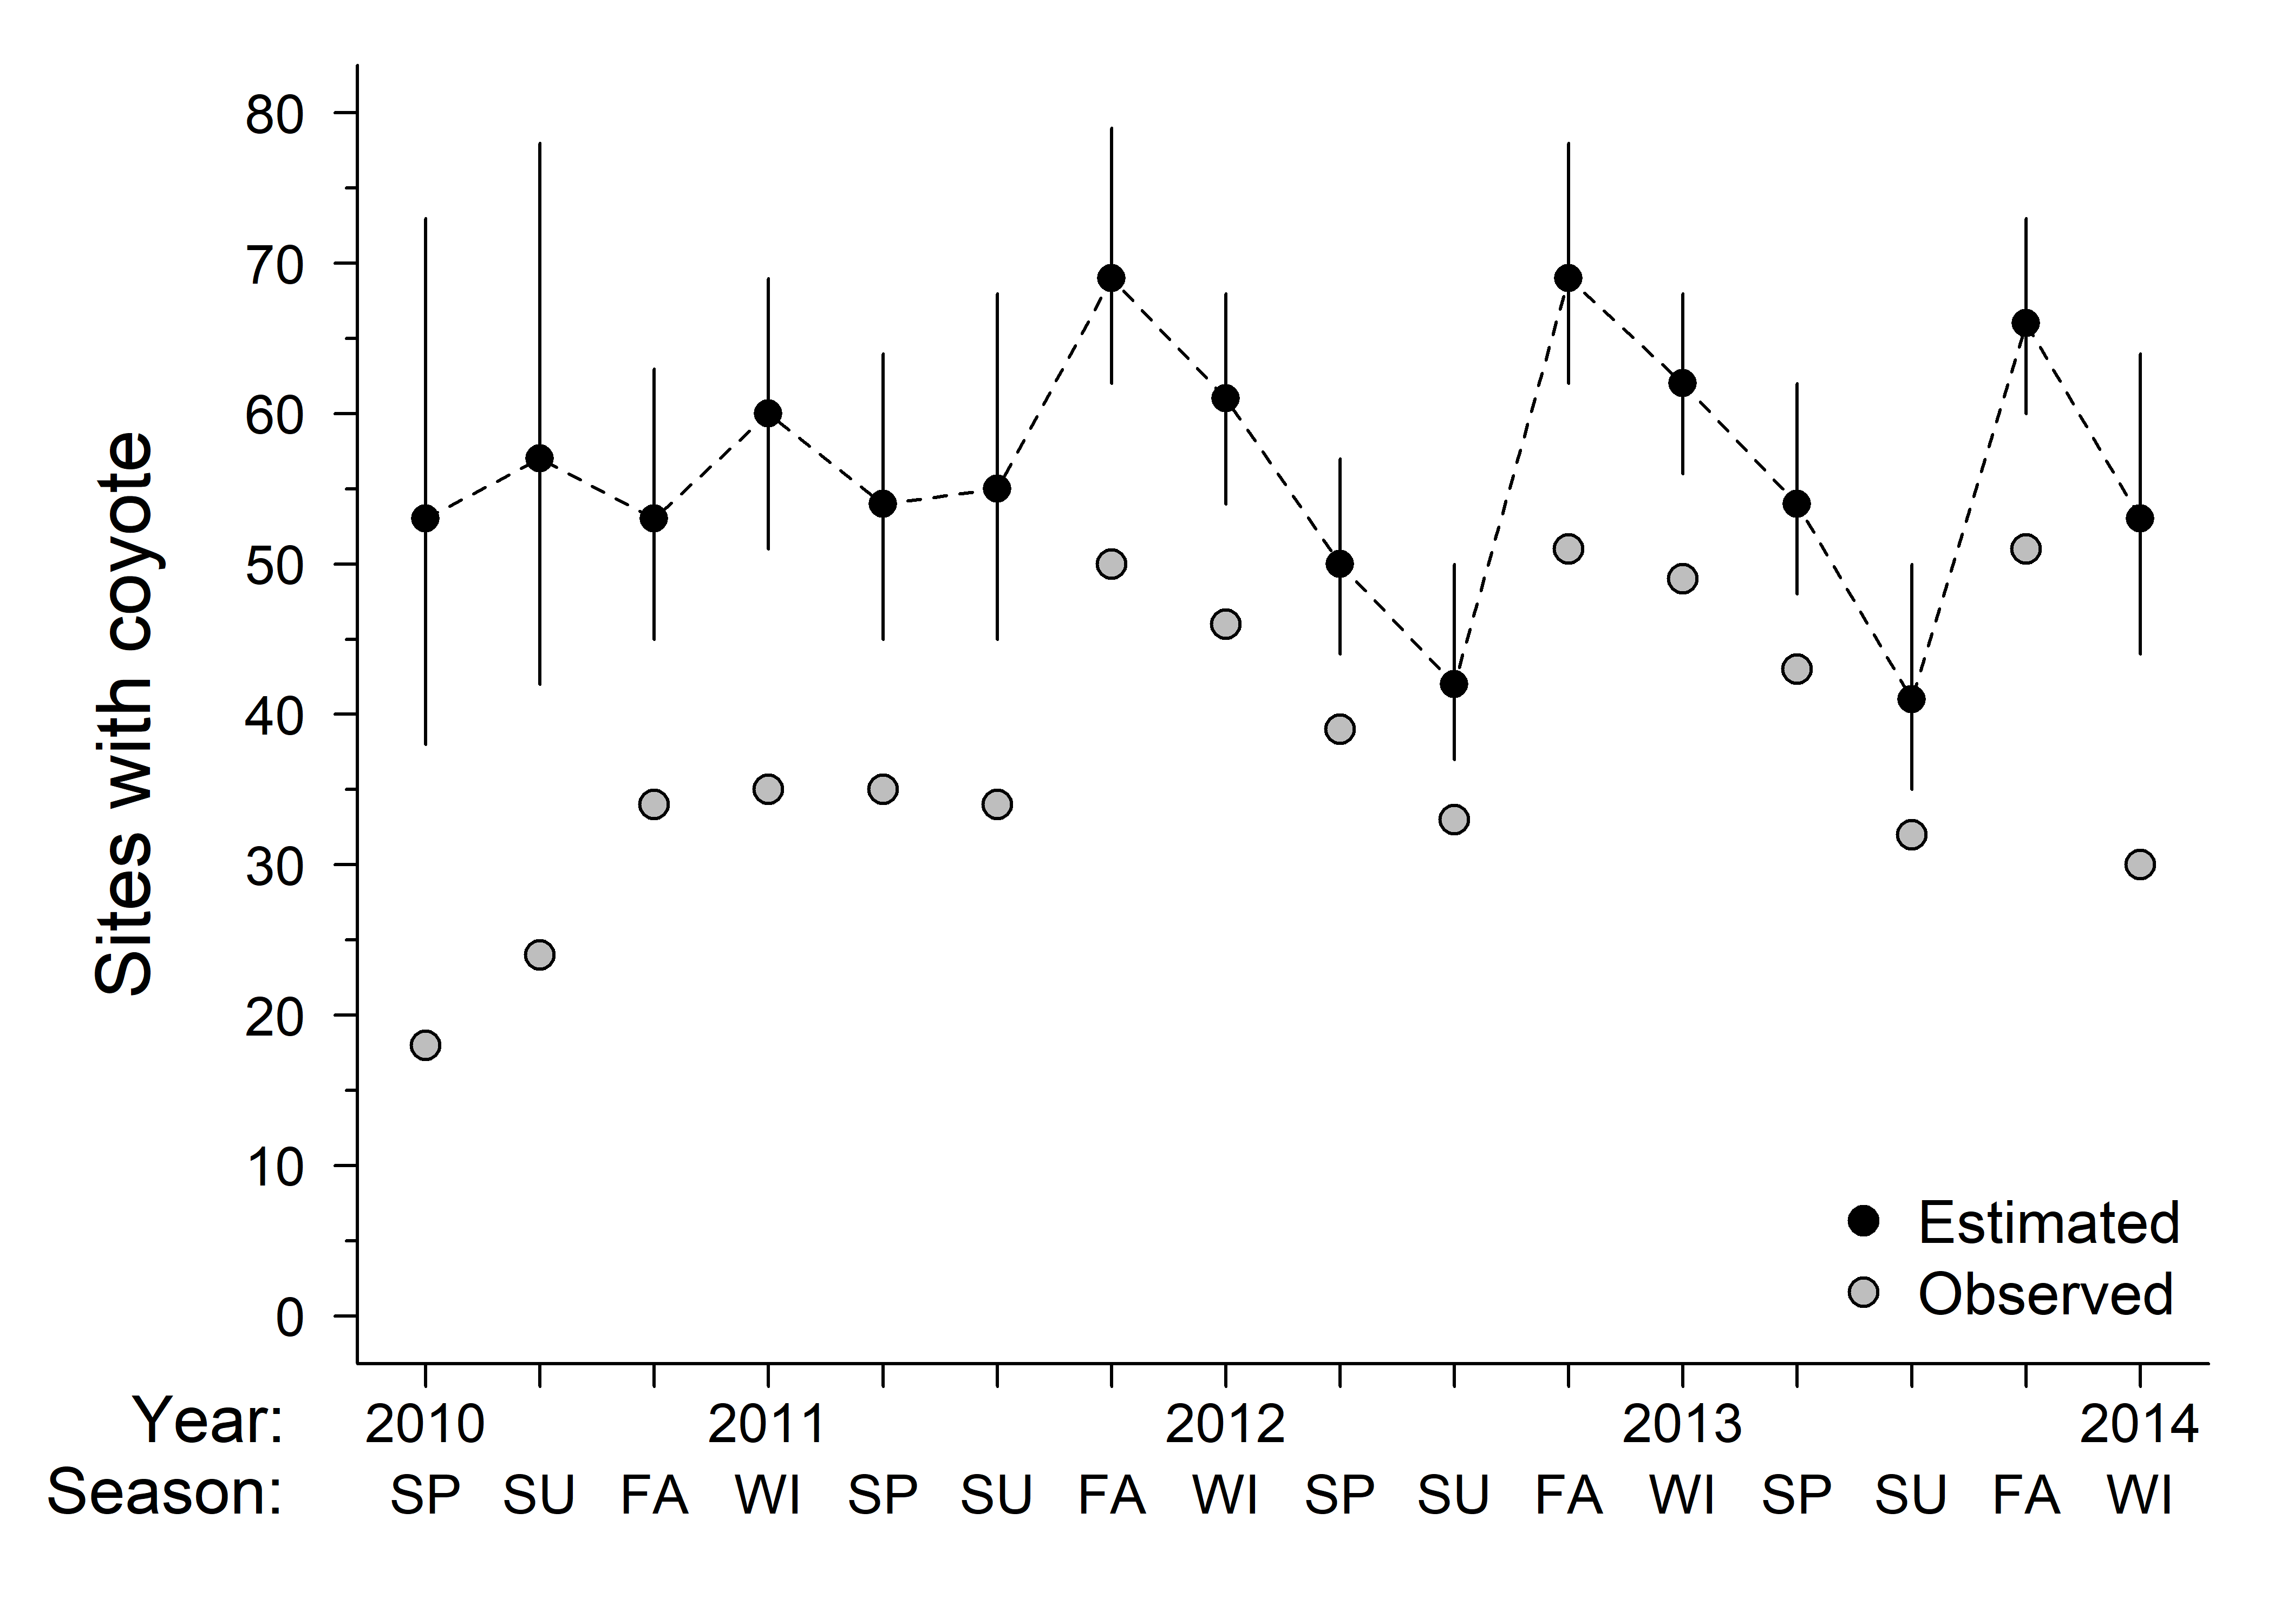 80
70
60
50
40
30
20
10
0
Sites with coyote
Estimated
Observed
Year: 2010 2011 2012 2013 2014
Season: SP SU FA WI SP SU FA WI SP SU FA WI SP SU FA WI